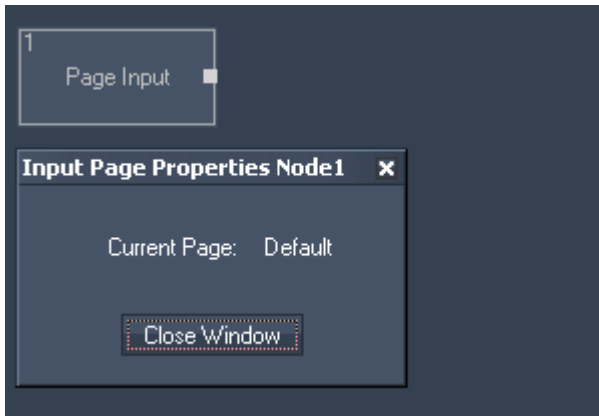 1
Page Input
Input Page Properties Node1
Current Page: Default
Close Window